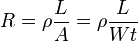 R = ρ L/A = ρ L/Wt